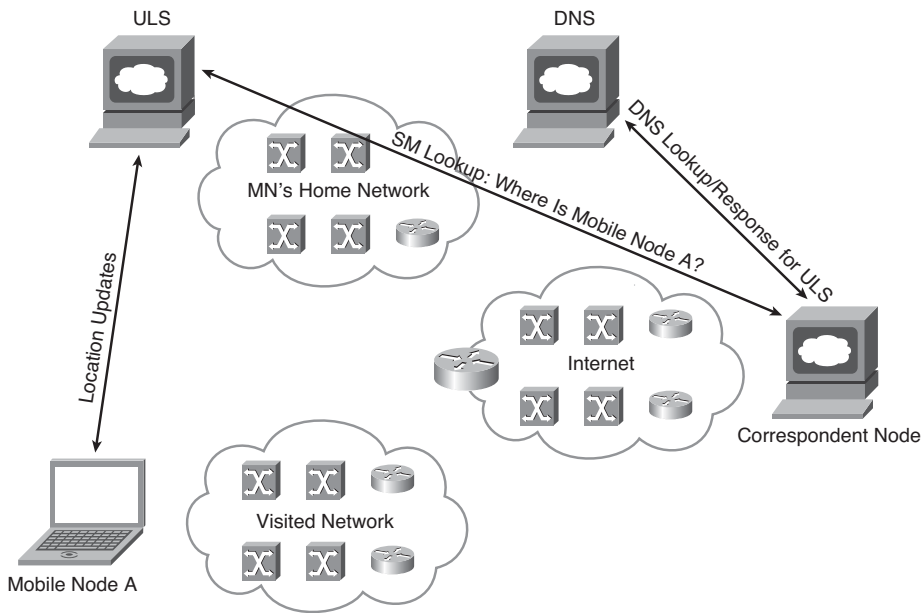 ULS
DNS
DNS Lookup/Response for ULS
SM Lookup: Where Is Mobile Node A?
MN's Home Network
Location Updates
Internet
Correspondent Node
Visited Network
Mobile Node A